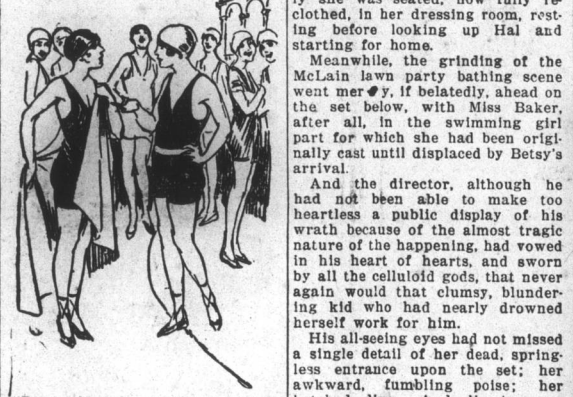 ly she was seated, now fully re-
clothed, in her dressing room, rest-
ing before looking up Hal and
starting for home.
Meanwhile, the grinding of the
McLain lawn party bathing scene
went mer y, if belatedly, ahead on
the set below, with Miss Baker,
after all, in the swimming girl
part for which she had been origi-
nally cast until displaced by Betsy's
arrival.
And the director, although he
had not been able to make too
heartless a public display of his
wrath because of the almost tragic
nature of the happening, had vowed
in his heart of hearts, and sworn
by all the celluloid gods, that never
again would that clumsy, blunder-
ing kid who had nearly drowned
herself work for him.
His all-seeing eyes had not missed
a single detail of her dead, spring-
less entrance upon the set; her
awkward, fumbling poise; her